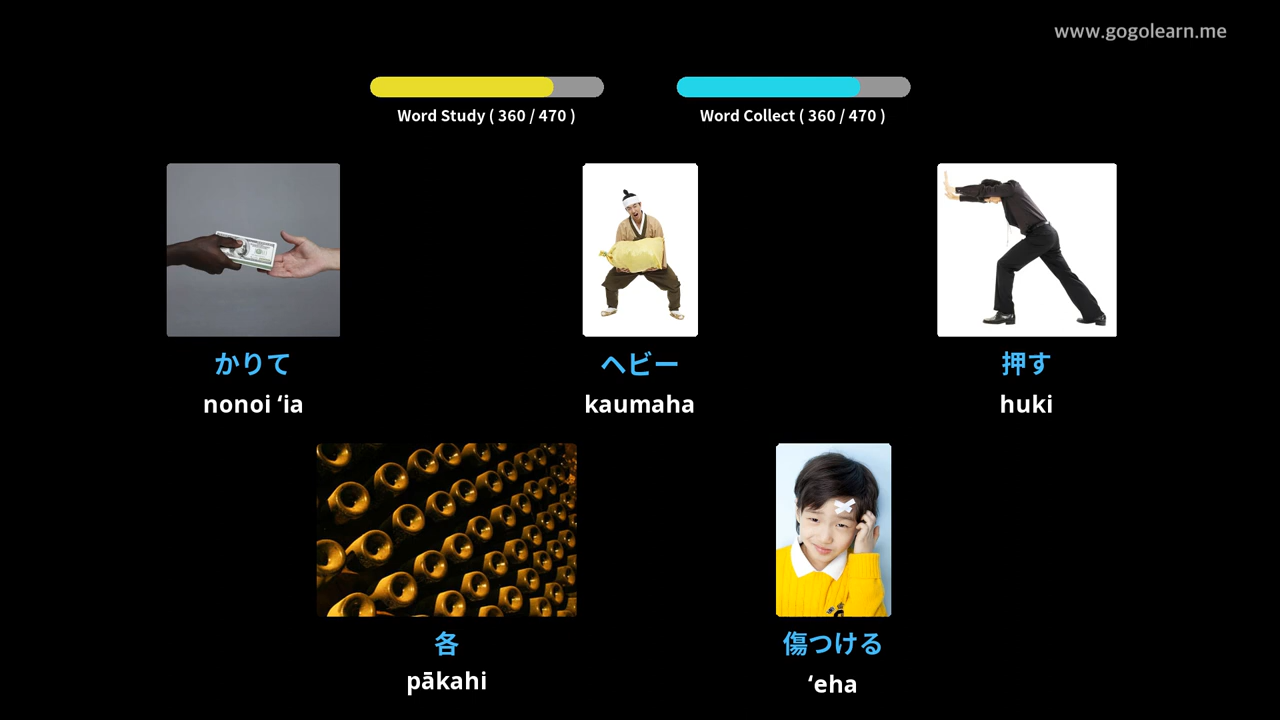 www.gogolearn.me
Word Study ( 360 / 470 )
Word Collect ( 360 / 470 )
かりて
nonoi ʻia
ヘビー
kaumaha
押す
huki
各
pākahi
傷つける
ʻeha